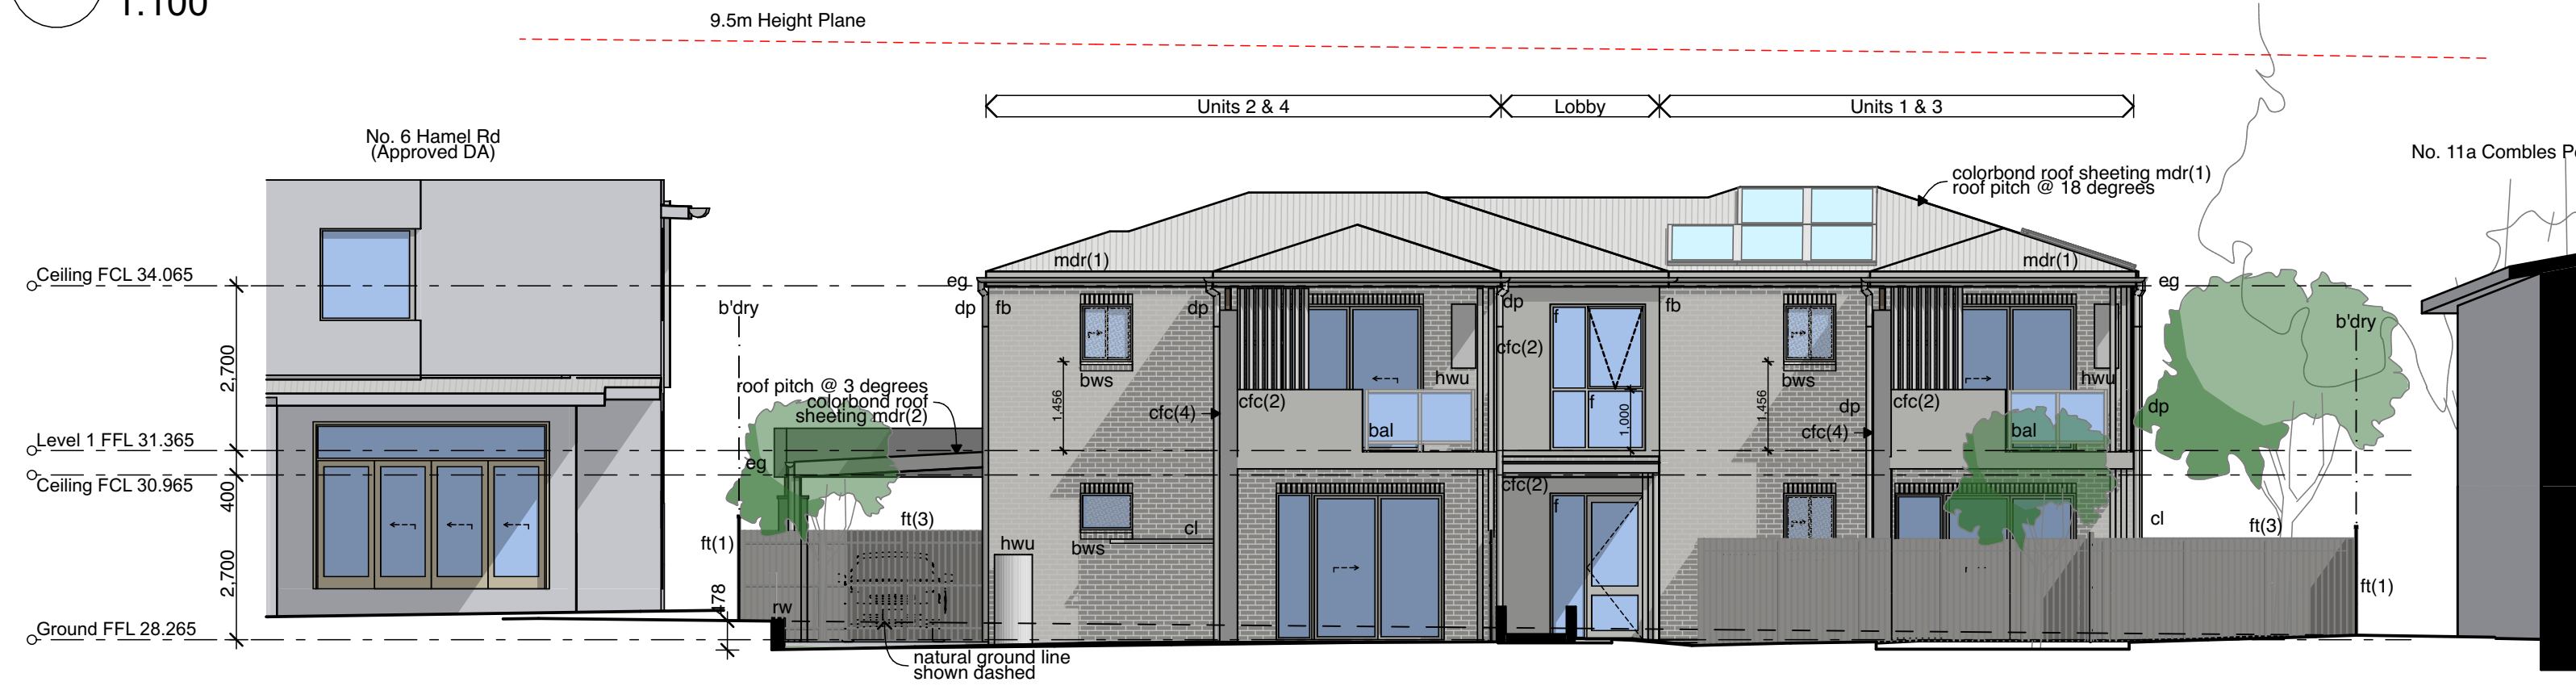 1:100
9.5m Height Plane
Units 2 & 4
Lobby
Units 1 & 3
No. 6 Hamel Rd
(Approved DA)
No. 11a Combles
colorbond roof sheeting mdr(1)
roof pitch @ 18 degrees
mdr(1)
mdr(1)
Ceiling FCL 34.065
eg
eg
b'dry
dp
fb
dp
dp
f
fb
b'dry
cfc(2)
2.700
roof pitch @ 3 degrees
colorbond roof
sheeting mdr(2)
bws
hwu
bws
hwu
1,456
cfc(4)
cfc(2)
f
1,000
1,456
dp
cfc(2)
dp
cfc(4)
bal
bal
Level 1 FFL 31.365
eg
Ceiling FCL 30.965
400
cfc(2)
f
ft(1)
ft(3)
hwu
bws
cl
cl
ft(3)
2.700
ft(1)
rw
Ground FFL 28.265
natural ground line
shown dashed